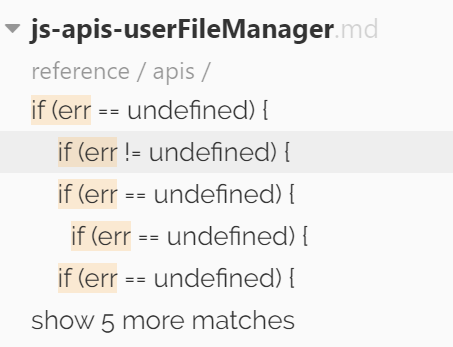 js-apis-userFileManager.md
reference / apis /
if (err == undefined) {
if (err != undefined) {
if (err == undefined) {
if (err == undefined) {
if (err == undefined) {
show 5 more matches